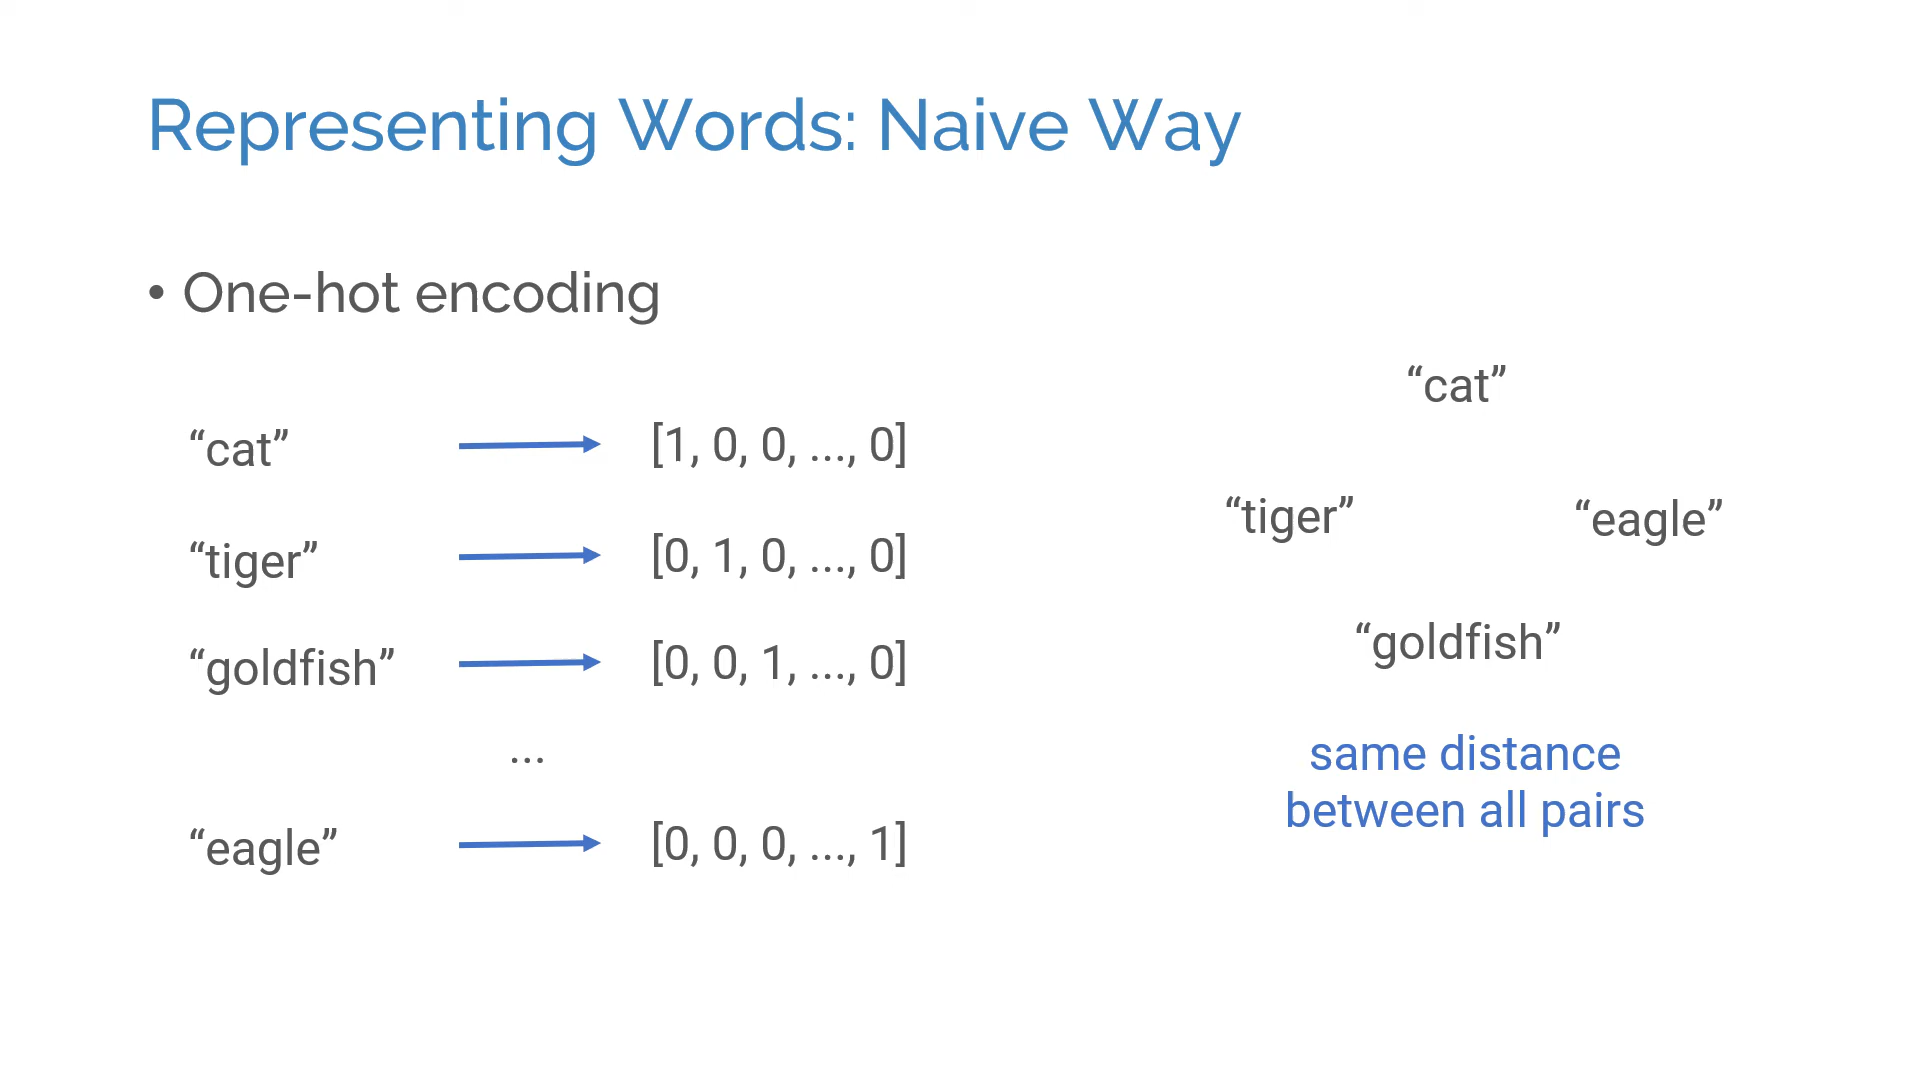 Representing Words: Naive Way
• One-hot encoding
“cat” [1, 0, 0, ..., 0]
“tiger” [0, 1, 0, ..., 0]
“goldfish” [0, 0, 1, ..., 0]
...
“eagle” [0, 0, 0, ..., 1]
“cat”
“tiger” “eagle”
“goldfish”
same distance
between all pairs